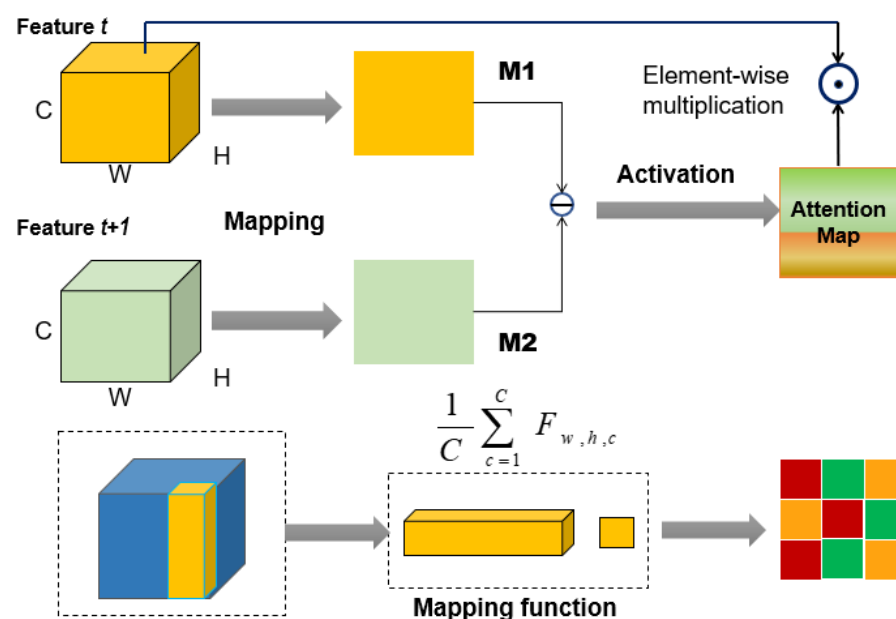 Feature t
M1
Element-wise
multiplication
C
H
W
Activation
Attention
Map
Feature t+1
Mapping
C
M2
H
W
1/C ∑_{c=1}^{C} F_{w,h,c}
Mapping function